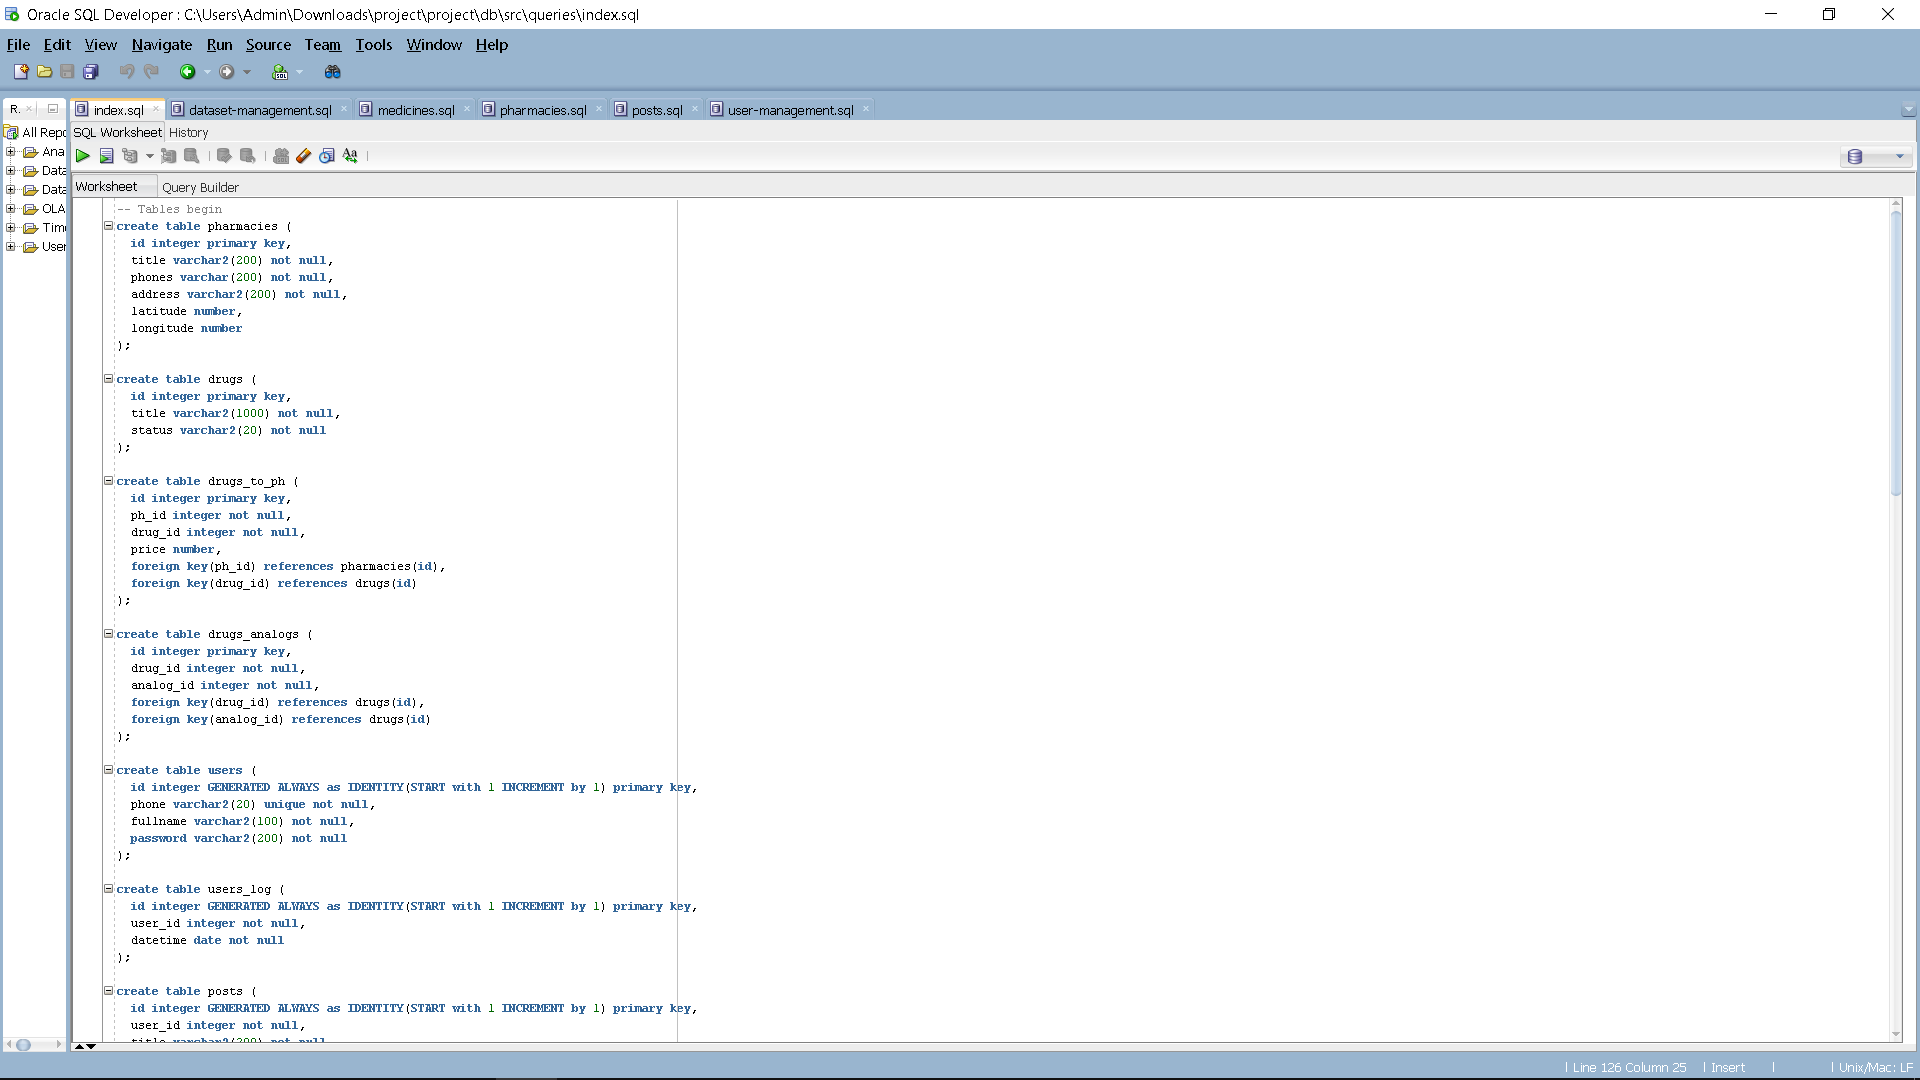 Oracle SQL Developer : C:\Users\Admin\Downloads\project\project\db\src\queries\index.sql
File Edit View Navigate Run Source Team Tools Window Help
R. index.sql dataset-management.sql medicines.sql pharmacies.sql posts.sql user-management.sql
All Repo
Ana
Data
Data
OLA
Time
User
SQL Worksheet History
Worksheet Query Builder
-- Tables begin
create table pharmacies (
id integer primary key,
title varchar2(200) not null,
phones varchar(200) not null,
address varchar2(200) not null,
latitude number,
longitude number
);
create table drugs (
id integer primary key,
title varchar2(1000) not null,
status varchar2(20) not null
);
create table drugs_to_ph (
id integer primary key,
ph_id integer not null,
drug_id integer not null,
price number,
foreign key(ph_id) references pharmacies(id),
foreign key(drug_id) references drugs(id)
);
create table drugs_analogs (
id integer primary key,
drug_id integer not null,
analog_id integer not null,
foreign key(drug_id) references drugs(id),
foreign key(analog_id) references drugs(id)
);
create table users (
id integer GENERATED ALWAYS as IDENTITY(START with 1 INCREMENT by 1) primary key,
phone varchar2(20) unique not null,
fullname varchar2(100) not null,
password varchar2(200) not null
);
create table users_log (
id integer GENERATED ALWAYS as IDENTITY(START with 1 INCREMENT by 1) primary key,
user_id integer not null,
datetime date not null
);
create table posts (
id integer GENERATED ALWAYS as IDENTITY(START with 1 INCREMENT by 1) primary key,
user_id integer not null,
title varchar2(200) not null
Line 126 Column 25 Insert Unix/Mac: LF